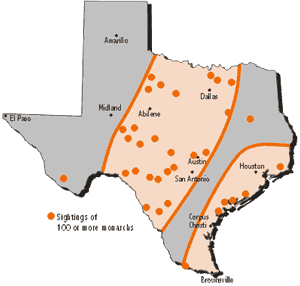 Amarillo
Dallas
El Paso
Midland
Abilene
Austin
Houston
San Antonio
Corpus
Christi
Sightings of
100 or more monarchs
Brownsville